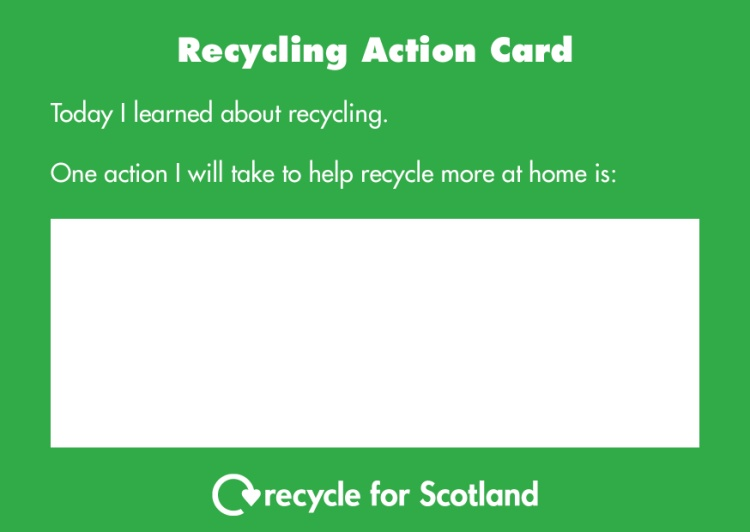 Recycling Action Card
Today I learned about recycling.
One action I will take to help recycle more at home is:
recycle for Scotland